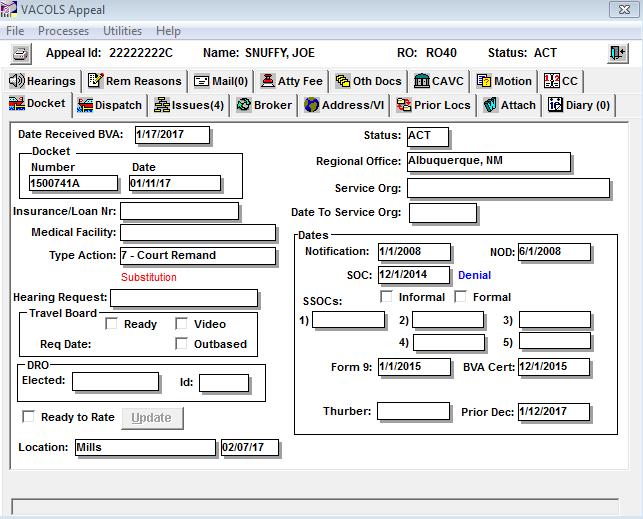 VACOLS Appeal
File Processes Utilities Help
Appeal Id: 22222222C Name: SNUFFY, JOE RO: RO40 Status: ACT
Hearings Rem Reasons Mail(0) Atty Fee Oth Docs CAVC Motion CC
Docket Dispatch Issues(4) Broker Address/VI Prior Locs Attach Diary (0)
Date Received BVA: 1/17/2017
Docket
Number Date
1500741A 01/11/17
Insurance/Loan Nr:
Medical Facility:
Type Action: 7 - Court Remand
Substitution
Hearing Request:
Travel Board
Ready Video
Req Date: Outbased
DRO
Elected: Id:
Ready to Rate Update
Location: Mills 02/07/17
Status: ACT
Regional Office: Albuquerque, NM
Service Org:
Date To Service Org:
Dates
Notification: 1/1/2008 NOD: 6/1/2008
SOC: 12/1/2014 Denial
SSOCs: Informal Formal
1) 2) 3)
4) 5)
Form 9: 1/1/2015 BVA Cert: 12/1/2015
Thurber: Prior Dec: 1/12/2017